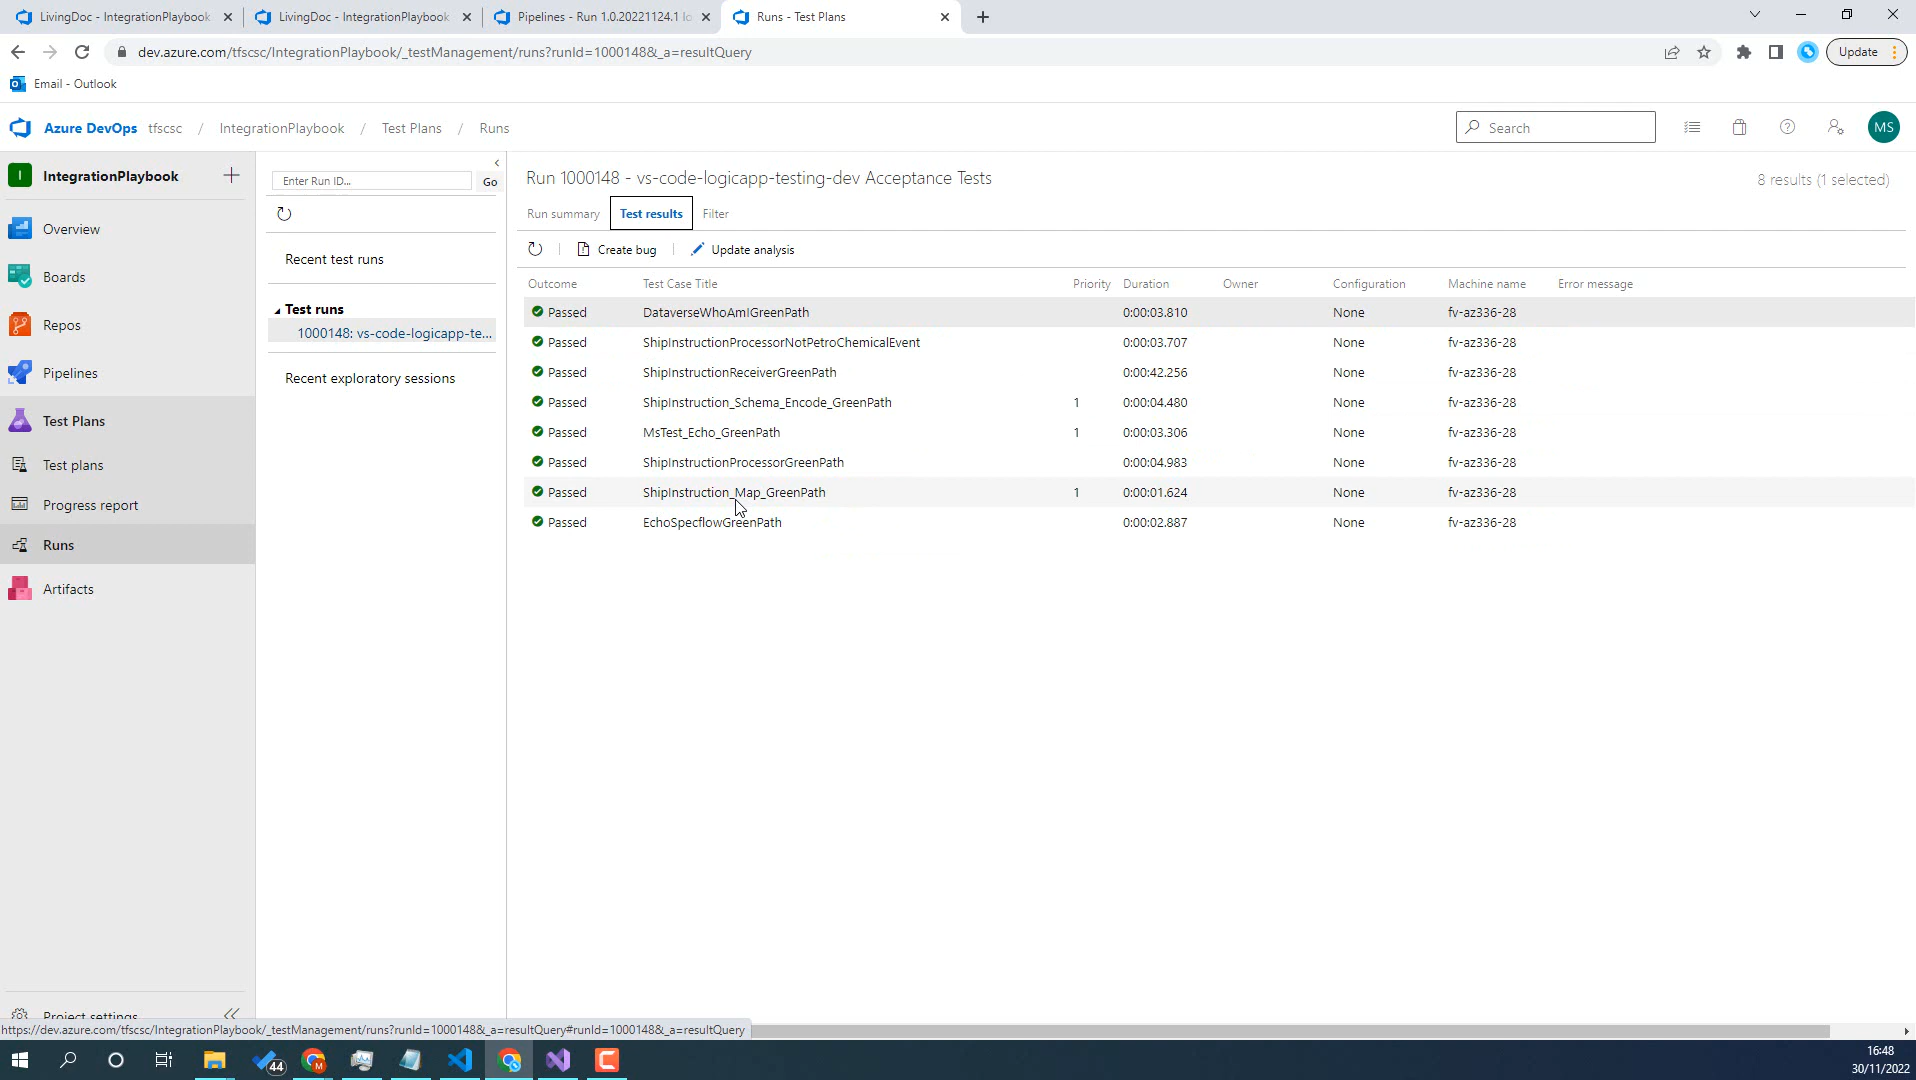 LivingDoc - IntegrationPlaybook
LivingDoc - IntegrationPlaybook
Pipelines - Run 1.0.20221124.1 lo
Runs - Test Plans
dev.azure.com/tfscsc/IntegrationPlaybook/_testManagement/runs?runId=1000148&_a=resultQuery
Update
Email - Outlook
Azure DevOps tfscsc / IntegrationPlaybook / Test Plans / Runs
Search
MS
I IntegrationPlaybook
Overview
Boards
Repos
Pipelines
Test Plans
Test plans
Progress report
Runs
Artifacts
Project settings
Enter Run ID...
Go
Recent test runs
Test runs
1000148: vs-code-logicapp-te...
Recent exploratory sessions
Run 1000148 - vs-code-logicapp-testing-dev Acceptance Tests
8 results (1 selected)
Run summary Test results Filter
Create bug Update analysis
Outcome Test Case Title Priority Duration Owner Configuration Machine name Error message
Passed DataverseWhoAmIGreenPath 0:00:03.810 None fv-az336-28
Passed ShipInstructionProcessorNotPetroChemicalEvent 0:00:03.707 None fv-az336-28
Passed ShipInstructionReceiverGreenPath 0:00:42.256 None fv-az336-28
Passed ShipInstruction_Schema_Encode_GreenPath 1 0:00:04.480 None fv-az336-28
Passed MsTest_Echo_GreenPath 1 0:00:03.306 None fv-az336-28
Passed ShipInstructionProcessorGreenPath 0:00:04.983 None fv-az336-28
Passed ShipInstruction_Map_GreenPath 1 0:00:01.624 None fv-az336-28
Passed EchoSpecflowGreenPath 0:00:02.887 None fv-az336-28
https://dev.azure.com/tfscsc/IntegrationPlaybook/_testManagement/runs?runId=1000148&_a=resultQuery#runId=1000148&_a=resultQuery
44
M
16:48
30/11/2022